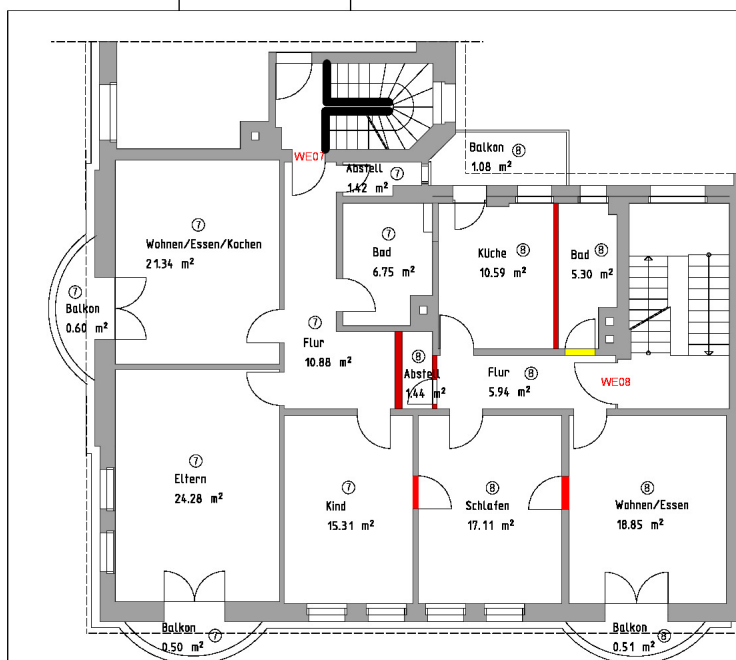 Balkon ⑧
1.08 m²
WE07
Abstell ⑦
1.42 m²
⑦
Wohnen/Essen/Kochen
21.34 m²
⑦
Bad
6.75 m²
Küche ⑧
10.59 m²
Bad ⑧
5.30 m²
⑦
Balkon
0.60 m²
⑦
Flur
10.88 m²
⑧
Abstell
1.44 m²
Flur ⑧
5.94 m²
WE08
⑦
Eltern
24.28 m²
⑦
Kind
15.31 m²
⑧
Schlafen
17.11 m²
⑧
Wohnen/Essen
18.85 m²
Balkon ⑦
0.50 m²
Balkon ⑧
0.51 m²